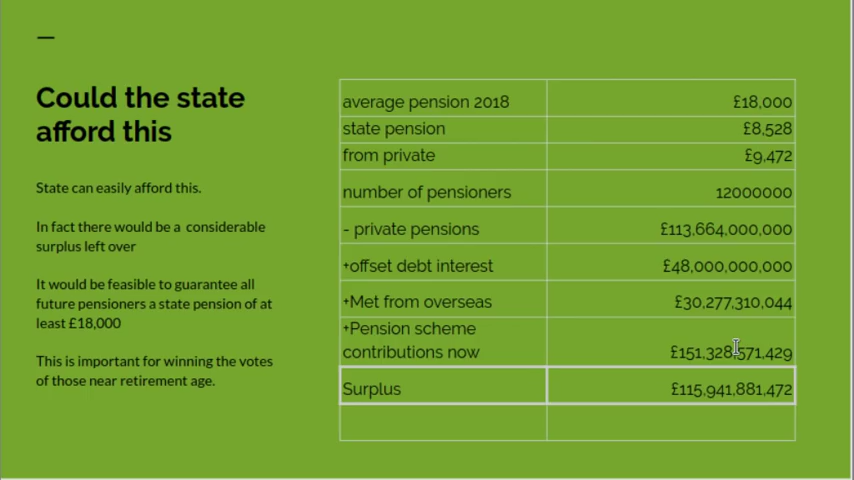 Could the state
afford this
State can easily afford this.
In fact there would be a considerable
surplus left over
It would be feasible to guarantee all
future pensioners a state pension of at
least £18,000
This is important for winning the votes
of those near retirement age.
average pension 2018 £18,000
state pension £8,528
from private £9,472
number of pensioners 12000000
- private pensions £113,664,000,000
+offset debt interest £48,000,000,000
+Met from overseas £30,277,310,044
+Pension scheme
contributions now £151,328,571,429
Surplus £115,941,881,472